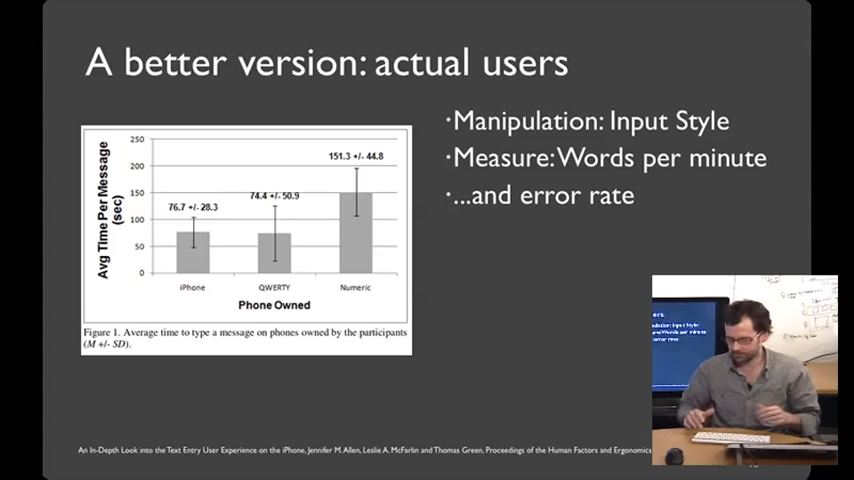 A better version: actual users
250
200
150
100
50
0
Avg Time Per Message
(sec)
76.7 +/- 28.3
74.4 +/- 50.9
151.3 +/- 44.8
iPhone
QWERTY
Numeric
Phone Owned
Figure 1. Average time to type a message on phones owned by the participants
(M +/- SD).
·Manipulation: Input Style
·Measure: Words per minute
·...and error rate
An In-Depth Look into the Text Entry User Experience on the iPhone, Jennifer M. Allen, Leslie A. McFarlin and Thomas Green, Proceedings of the Human Factors and Ergonomics